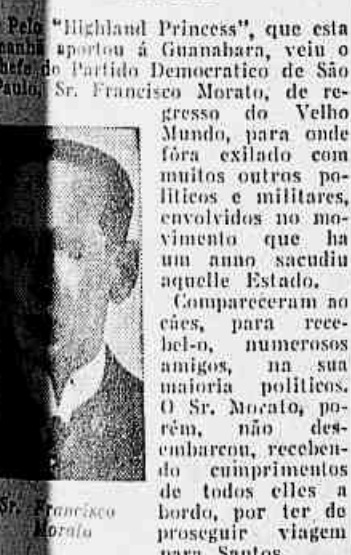 Pelo "Highland Princess", que esta
manhã aportou á Guanabara, veiu o
chefe do Partido Democratico de São
Paulo, Sr. Francisco Morato, de re-
gresso do Velho
Mundo, para onde
fôra exilado com
muitos outros po-
liticos e militares,
envolvidos no mo-
vimento que ha
um anno sacudiu
aquelle Estado.
Compareceram ao
cáes, para rece-
bel-o, numerosos
amigos, na sua
maioria politicos.
O Sr. Morato, po-
rém, não des-
embarcou, receben-
do cumprimentos
de todos elles a
bordo, por ter de
proseguir viagem
para Santos
Sr. Francisco
Morato